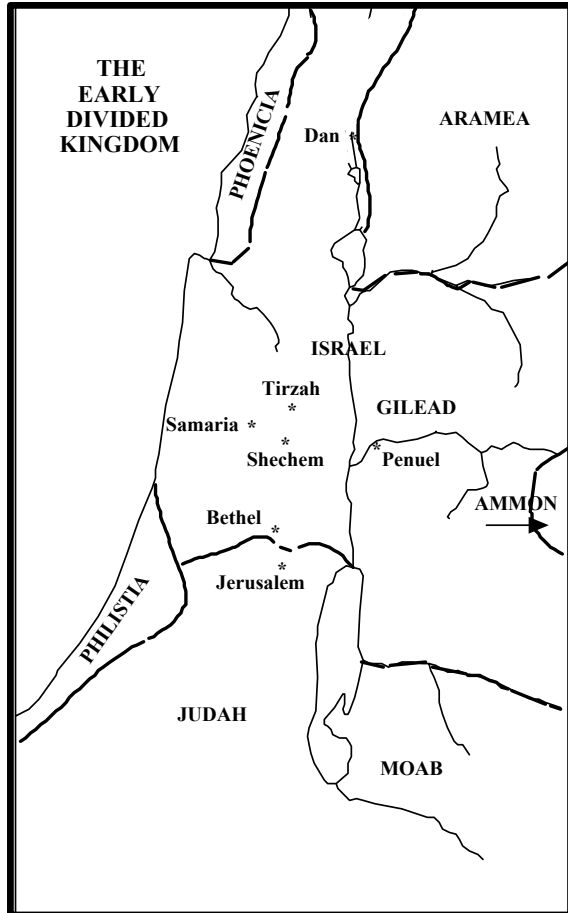 THE
EARLY
DIVIDED
KINGDOM
PHOENICIA
Dan
ARAMEA
ISRAEL
Tirzah
GILEAD
Samaria
Shechem
Penuel
AMMON
Bethel
Jerusalem
PHILISTIA
JUDAH
MOAB